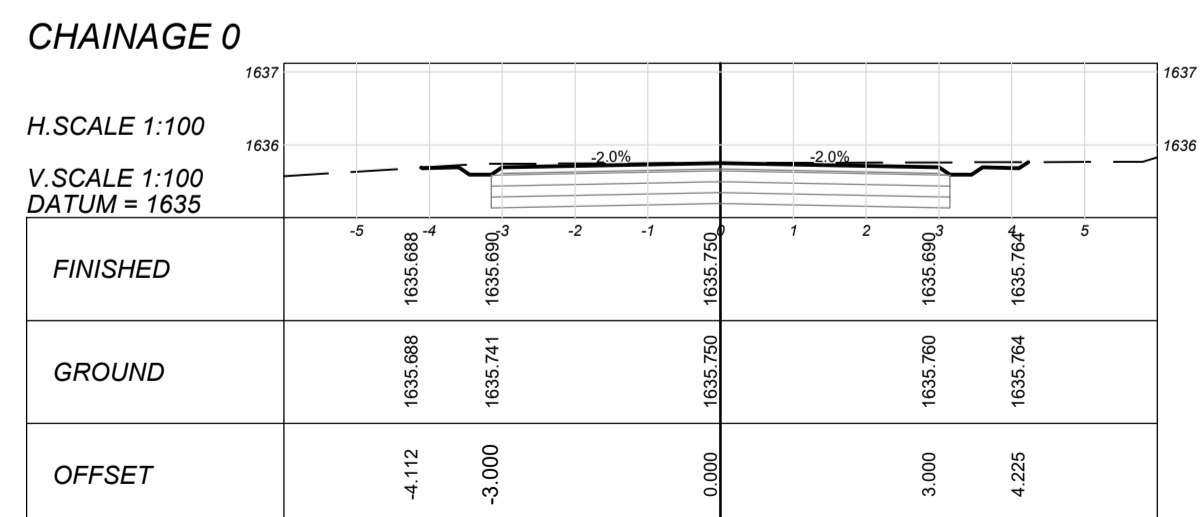 CHAINAGE 0
1637 1637
H.SCALE 1:100
1636 1636
-2.0% -2.0%
V.SCALE 1:100
DATUM = 1635
-5 -4 -3 -2 -1 0 1 2 3 4 5
FINISHED 1635.688 1635.690 1635.750 1635.690 1635.764
GROUND 1635.688 1635.741 1635.750 1635.760 1635.764
OFFSET -4.112 -3.000 0.000 3.000 4.225